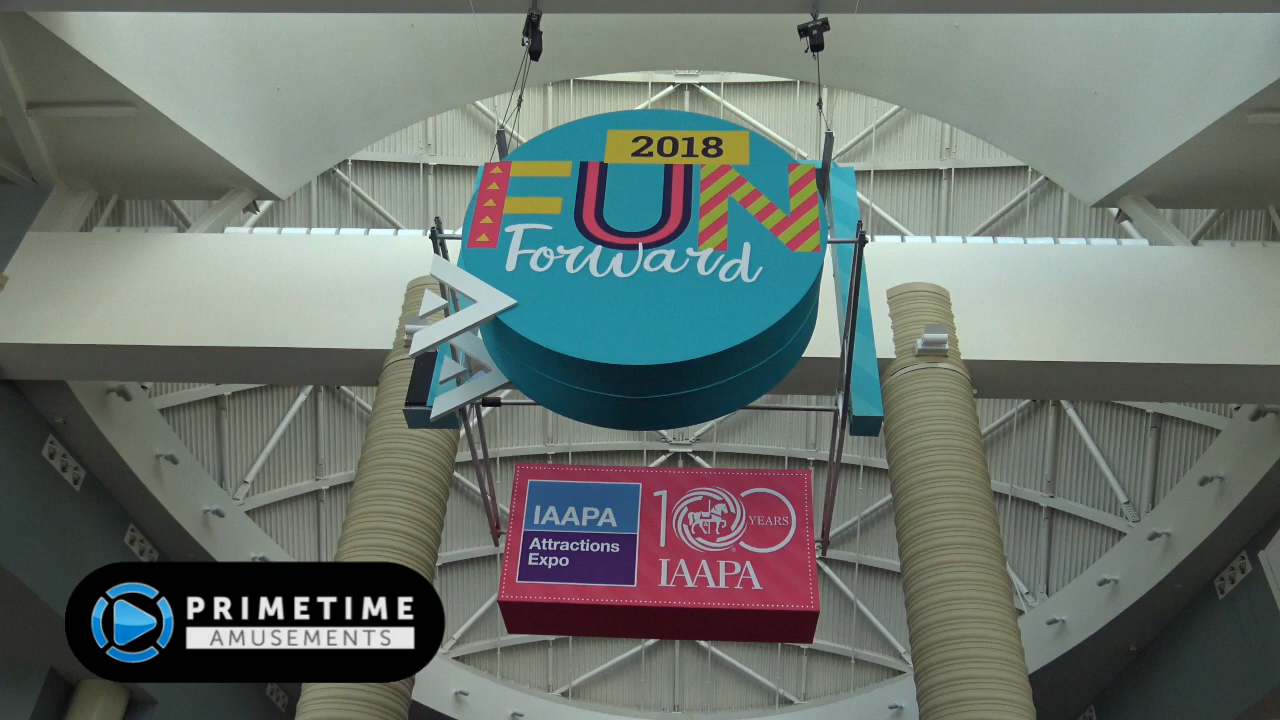 2018
FUN
Forward
IAAPA
Attractions
Expo
100
YEARS
IAAPA
PRIMETIME
AMUSEMENTS